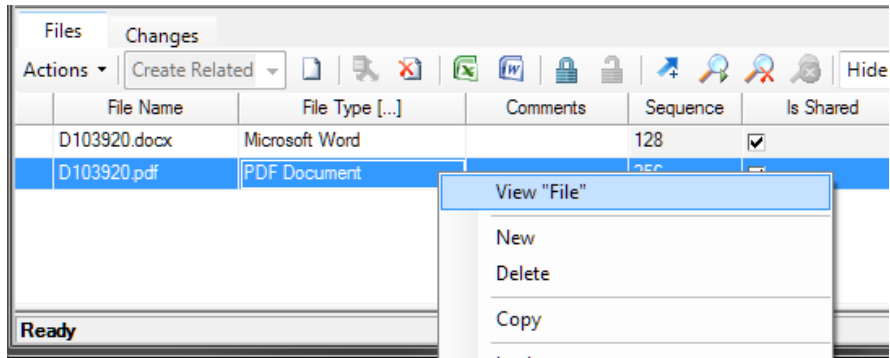 Files Changes
Actions Create Related Hide
File Name File Type [...] Comments Sequence Is Shared
D103920.docx Microsoft Word 128
D103920.pdf PDF Document 256
View "File"
New
Delete
Copy
Ready